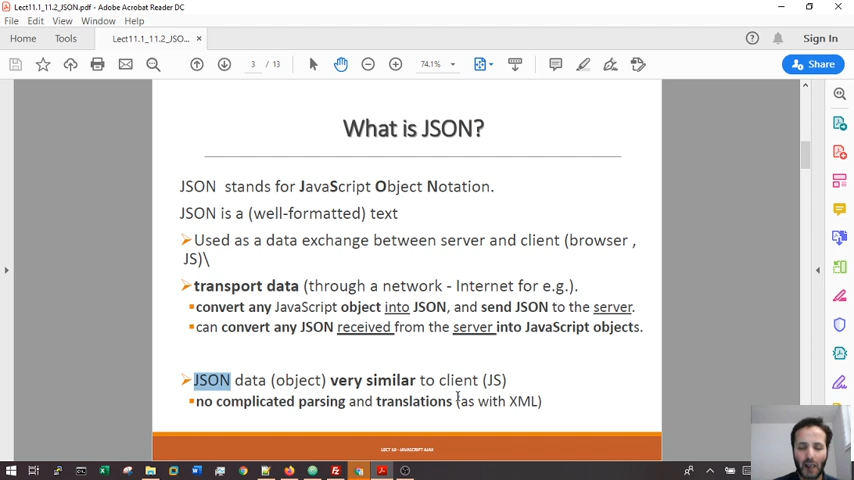 Lect11.1_11.2_JSON.pdf - Adobe Acrobat Reader DC
File Edit View Window Help
Home Tools Lect11.1_11.2_JSO... × Sign In
3 / 13 74.1% Share
What is JSON?
JSON stands for JavaScript Object Notation.
JSON is a (well-formatted) text
Used as a data exchange between server and client (browser ,
JS)\
transport data (through a network - Internet for e.g.).
convert any JavaScript object into JSON, and send JSON to the server.
can convert any JSON received from the server into JavaScript objects.
JSON data (object) very similar to client (JS)
no complicated parsing and translations (as with XML)
LECT 10 - JAVASCRIPT AJAX